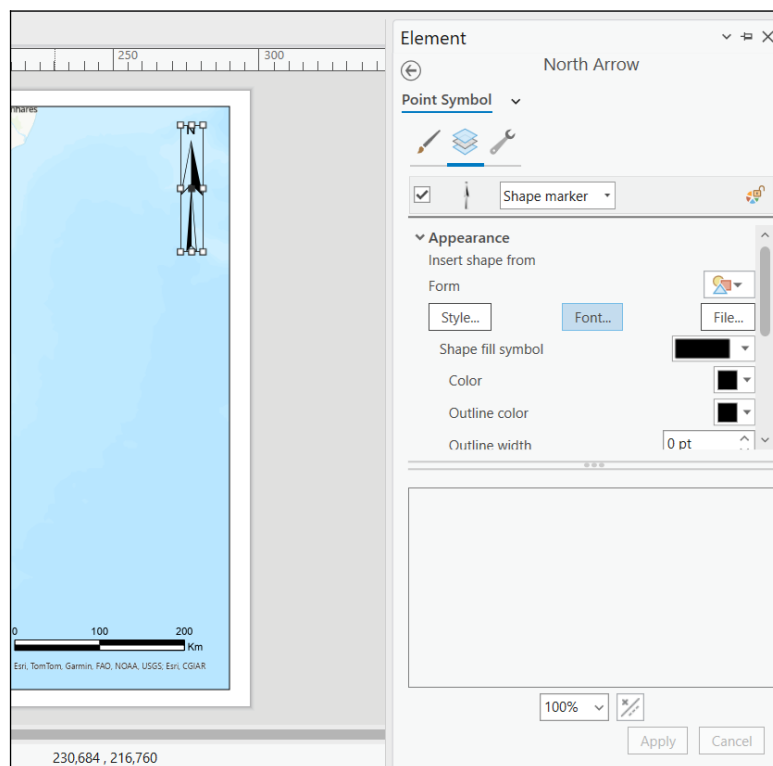 Element
North Arrow
250 300
Point Symbol
nhares
N
Shape marker
Appearance
Insert shape from
Form
Style... Font... File...
Shape fill symbol
Color
Outline color
Outline width 0 pt
0 100 200
Km
Esri, TomTom, Garmin, FAO, NOAA, USGS; Esri, CGIAR
100%
Apply Cancel
230,684 , 216,760